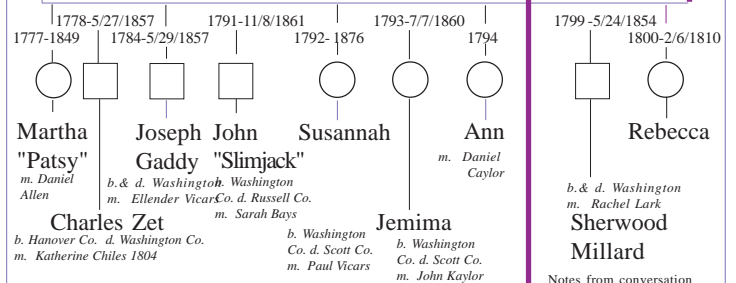 1778-5/27/1857
1791-11/8/1861
1793-7/7/1860
1799 -5/24/1854
1777-1849
1784-5/29/1857
1792- 1876
1794
1800-2/6/1810
Martha
"Patsy"
m. Daniel
Allen
Joseph
Gaddy
b.& d. Washington
m. Ellender Vicars
John
"Slimjack"
b. Washington
Co. d. Russell Co.
m. Sarah Bays
Susannah
Ann
m. Daniel
Caylor
Rebecca
Charles Zet
b. Hanover Co. d. Washington Co.
m. Katherine Chiles 1804
b. Washington
Co. d. Scott Co.
m. Paul Vicars
Jemima
b. Washington
Co. d. Scott Co.
m. John Kaylor
b.& d. Washington
m. Rachel Lark
Sherwood
Millard
Notes from conversation